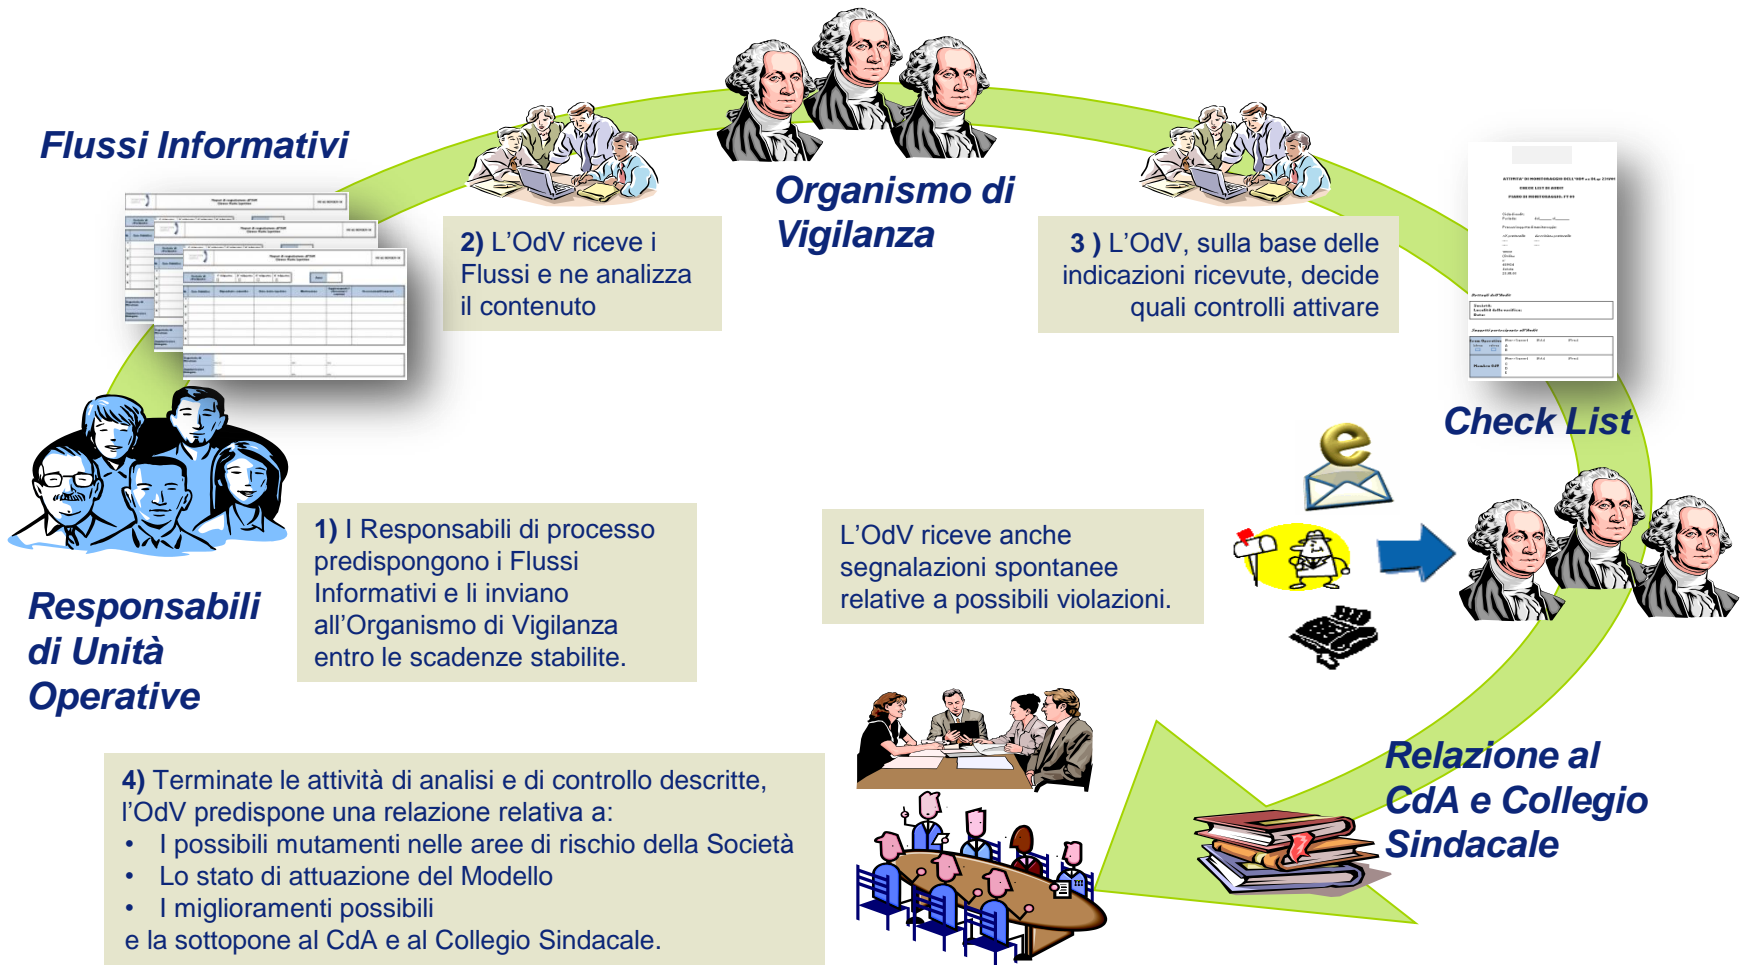 Flussi Informativi
Organismo di
Vigilanza
2) L’OdV riceve i
Flussi e ne analizza
il contenuto
3 ) L’OdV, sulla base delle
indicazioni ricevute, decide
quali controlli attivare
CHECK LIST DI AUDIT
Check List
1) I Responsabili di processo
predispongono i Flussi
Informativi e li inviano
all’Organismo di Vigilanza
entro le scadenze stabilite.
L’OdV riceve anche
segnalazioni spontanee
relative a possibili violazioni.
Responsabili
di Unità
Operative
Relazione al
CdA e Collegio
Sindacale
4) Terminate le attività di analisi e di controllo descritte,
l’OdV predispone una relazione relativa a:
• I possibili mutamenti nelle aree di rischio della Società
• Lo stato di attuazione del Modello
• I miglioramenti possibili
e la sottopone al CdA e al Collegio Sindacale.